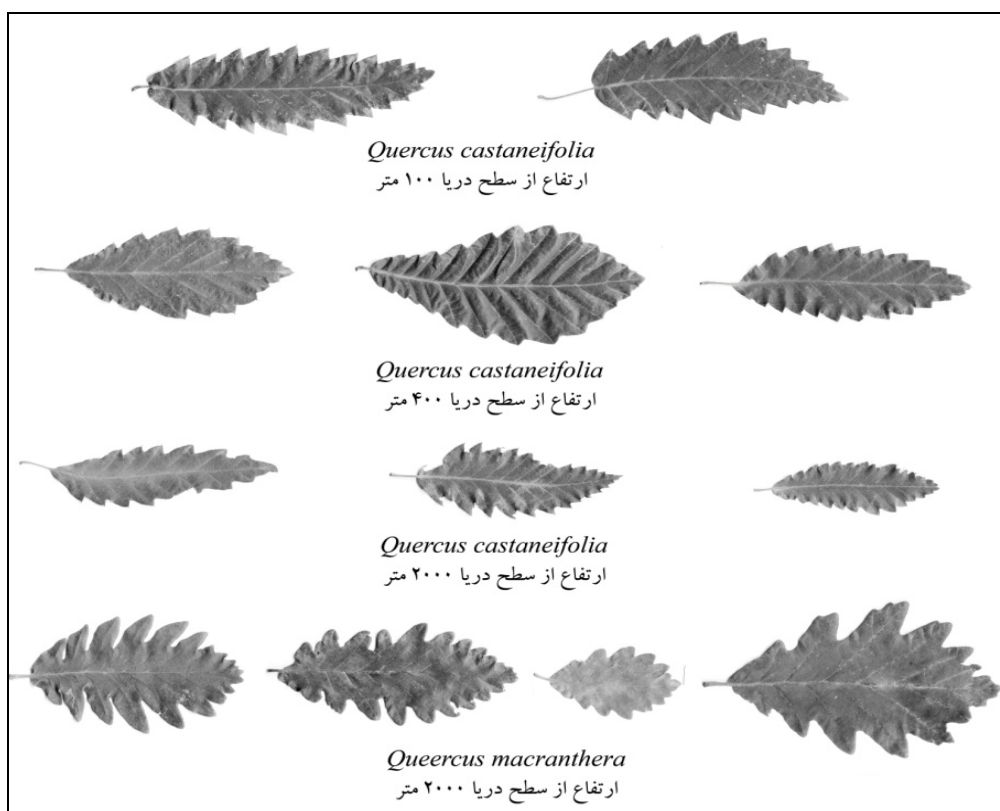 Quercus castaneifolia
ارتفاع از سطح دریا ۱۰۰ متر
Quercus castaneifolia
ارتفاع از سطح دریا ۴۰۰ متر
Quercus castaneifolia
ارتفاع از سطح دریا ۲۰۰۰ متر
Queercus macranthera
ارتفاع از سطح دریا ۲۰۰۰ متر